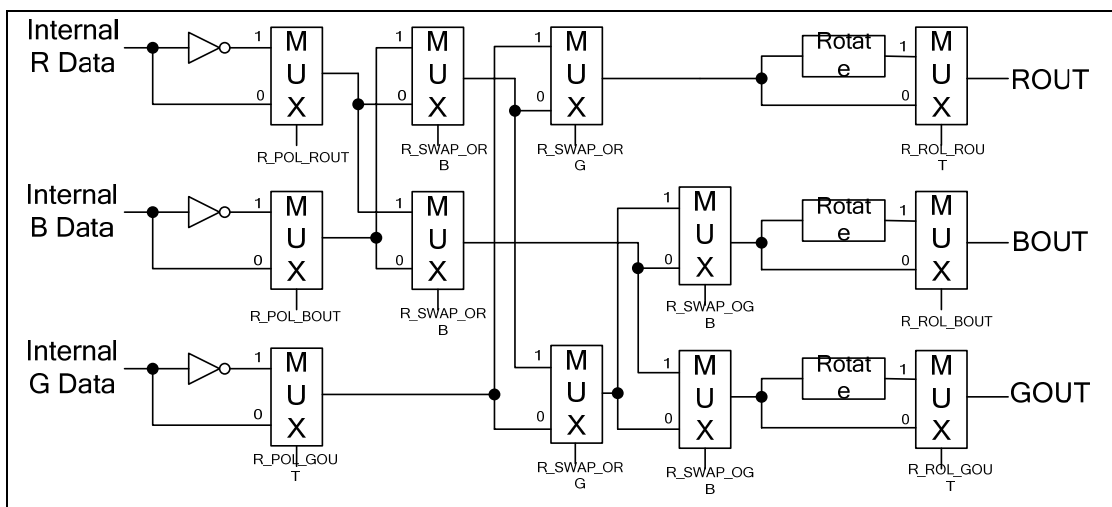 Internal
R Data
1
0
M
U
X
R_POL_ROUT
1
0
M
U
X
R_SWAP_OR
B
1
0
M
U
X
R_SWAP_OR
G
Rotat
e
1
0
M
U
X
R_ROL_ROU
T
ROUT
Internal
B Data
1
0
M
U
X
R_POL_BOUT
1
0
M
U
X
R_SWAP_OR
B
1
0
M
U
X
R_SWAP_OG
B
Rotat
e
1
0
M
U
X
R_ROL_BOUT
BOUT
Internal
G Data
1
0
M
U
X
R_POL_GOU
T
1
0
M
U
X
R_SWAP_OR
G
1
0
M
U
X
R_SWAP_OG
B
Rotat
e
1
0
M
U
X
R_ROL_GOU
T
GOUT